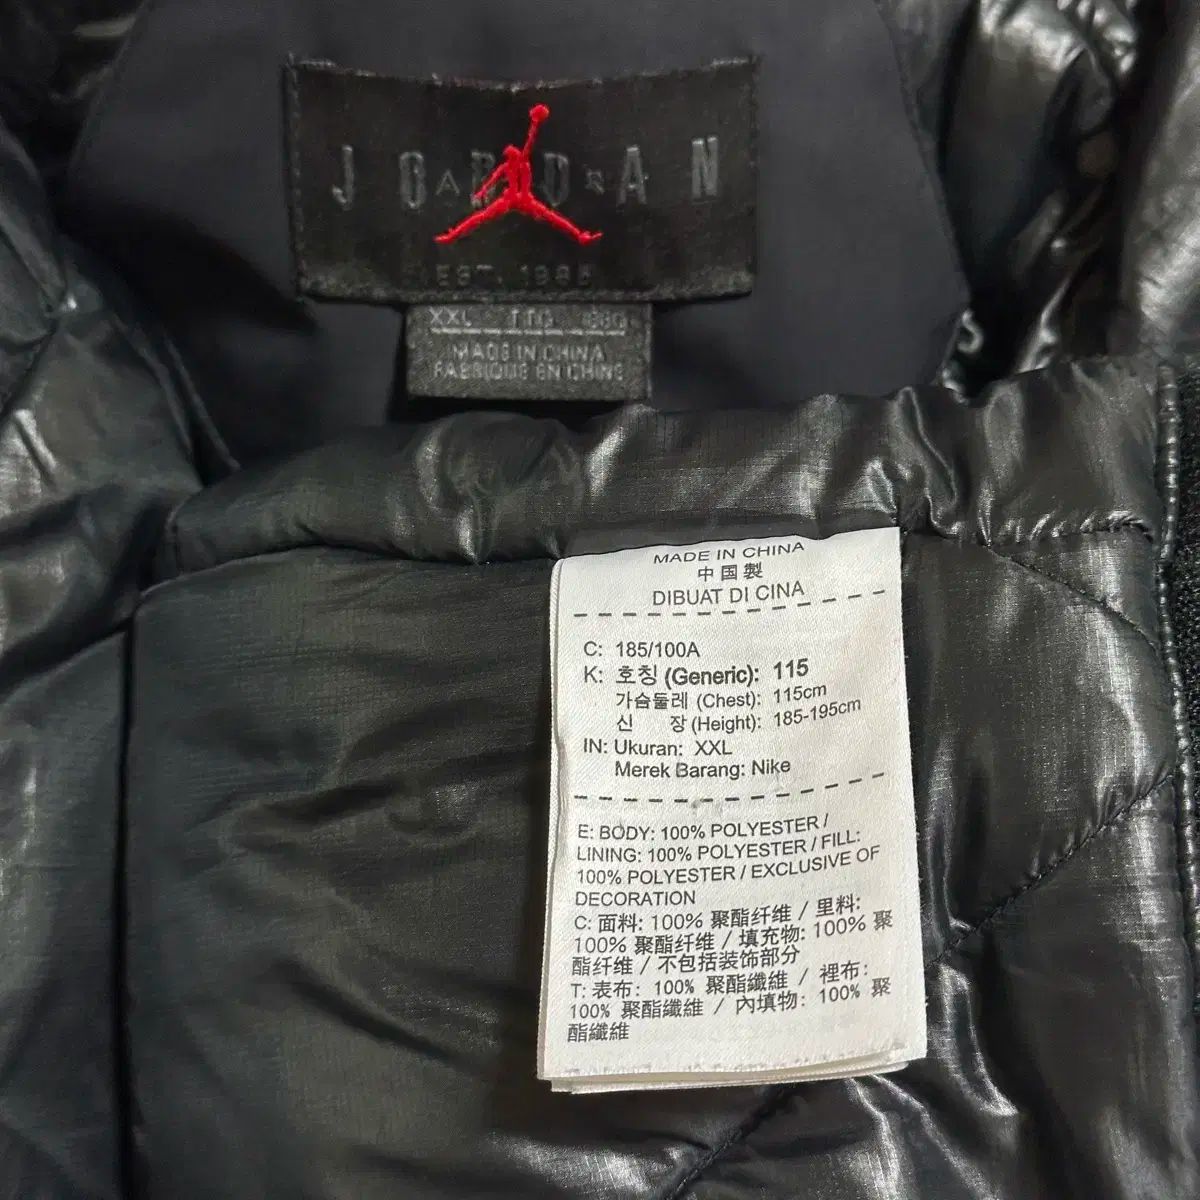 JORDAN
AIR
EST. 1985
XXL TTG
MADE IN CHINA
FABRIQUE EN CHINE
MADE IN CHINA
中国製
DIBUAT DI CINA
C: 185/100A
K: 호칭 (Generic): 115
가슴둘레 (Chest): 115cm
신 장 (Height): 185-195cm
IN: Ukuran: XXL
Merek Barang: Nike
E: BODY: 100% POLYESTER /
LINING: 100% POLYESTER / FILL:
100% POLYESTER / EXCLUSIVE OF
DECORATION
C: 面料: 100% 聚酯纤维 / 里料:
100% 聚酯纤维 / 填充物: 100% 聚
酯纤维 / 不包括装饰部分
T: 表布: 100% 聚酯纖維 / 裡布:
100% 聚酯纖維 / 內填物: 100% 聚
酯纖維